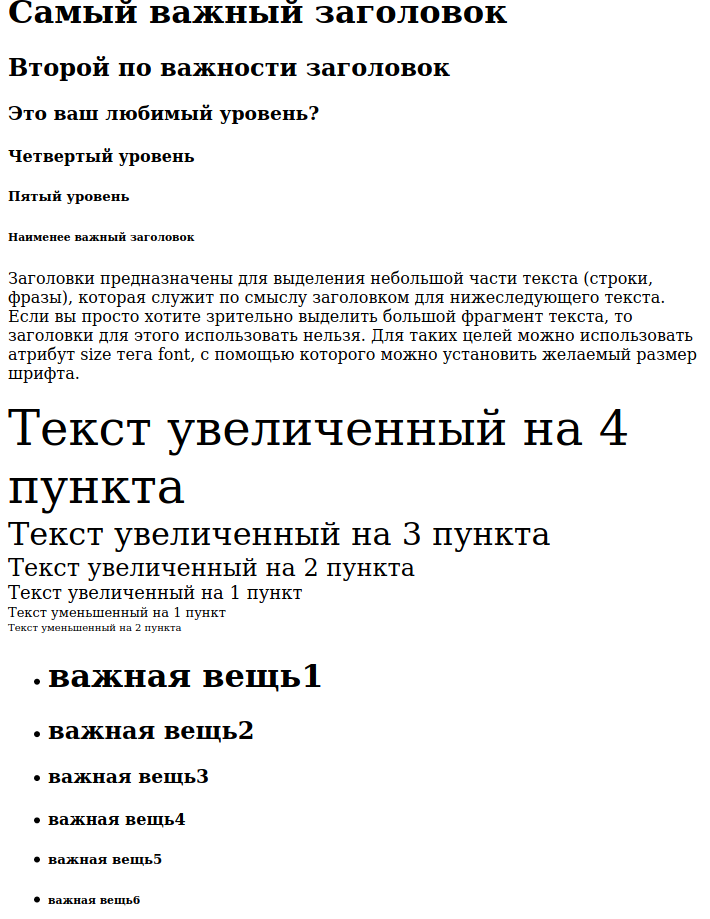 Самый важный заголовок
Второй по важности заголовок
Это ваш любимый уровень?
Четвертый уровень
Пятый уровень
Наименее важный заголовок
Заголовки предназначены для выделения небольшой части текста (строки,
фразы), которая служит по смыслу заголовком для нижеследующего текста.
Если вы просто хотите зрительно выделить большой фрагмент текста, то
заголовки для этого использовать нельзя. Для таких целей можно использовать
атрибут size тега font, с помощью которого можно установить желаемый размер
шрифта.
Текст увеличенный на 4
пункта
Текст увеличенный на 3 пункта
Текст увеличенный на 2 пункта
Текст увеличенный на 1 пункт
Текст уменьшенный на 1 пункт
Текст уменьшенный на 2 пункта
• важная вещь1
• важная вещь2
• важная вещь3
• важная вещь4
• важная вещь5
• важная вещь6